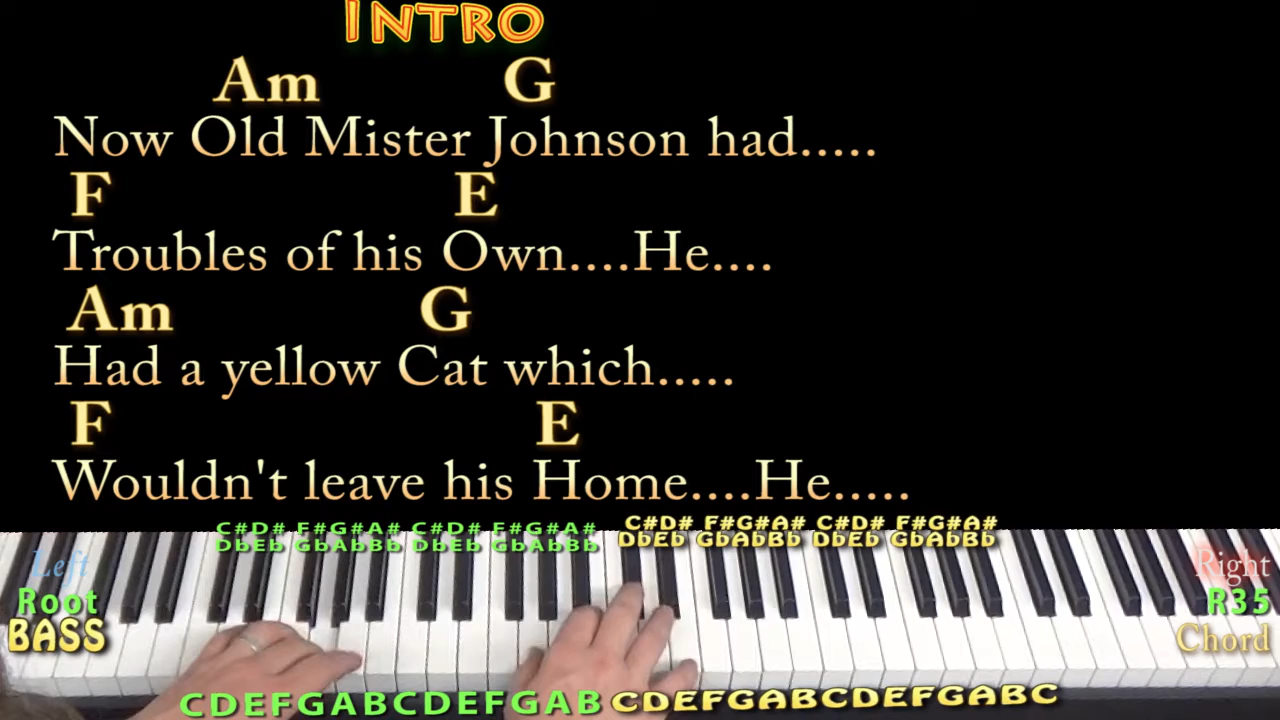 INTRO
Am G
Now Old Mister Johnson had.....
F E
Troubles of his Own....He....
Am G
Had a yellow Cat which.....
F E
Wouldn't leave his Home....He.....
C#D# F#G#A# C#D# F#G#A# C#D# F#G#A# C#D# F#G#A#
DbEb GbAbBb DbEb GbAbBb DbEb GbAbBb DbEb GbAbBb
Left Right
Root R35
BASS Chord
CDEFGABCDEFGAB CDEFGABCDEFGABC